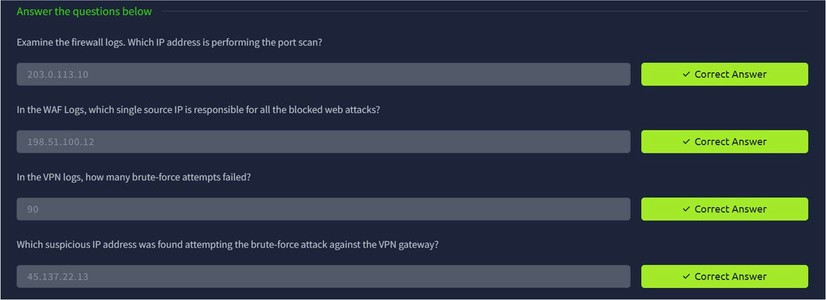 Answer the questions below
Examine the firewall logs. Which IP address is performing the port scan?
203.0.113.10
✓ Correct Answer
In the WAF Logs, which single source IP is responsible for all the blocked web attacks?
198.51.100.12
✓ Correct Answer
In the VPN logs, how many brute-force attempts failed?
90
✓ Correct Answer
Which suspicious IP address was found attempting the brute-force attack against the VPN gateway?
45.137.22.13
✓ Correct Answer